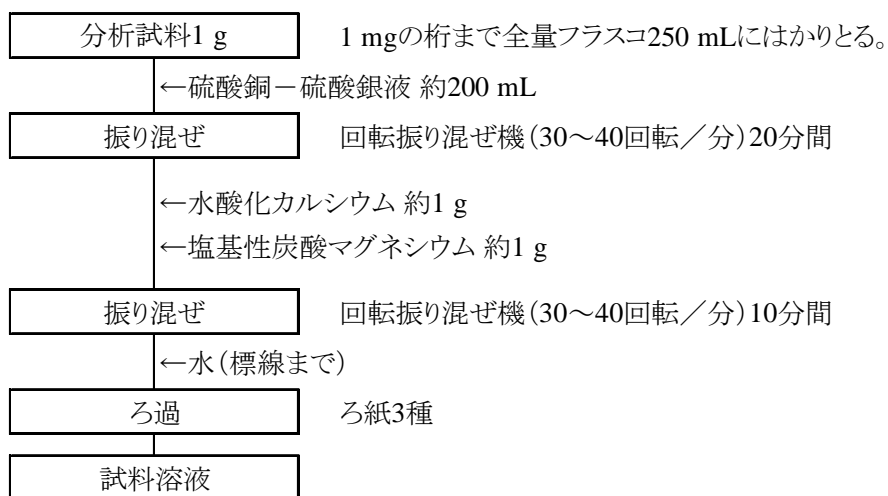 分析試料1 g 1 mgの桁まで全量フラスコ250 mLにはかりとる。
←硫酸銅－硫酸銀液 約200 mL
振り混ぜ 回転振り混ぜ機（30～40回転／分）20分間
←水酸化カルシウム 約1 g
←塩基性炭酸マグネシウム 約1 g
振り混ぜ 回転振り混ぜ機（30～40回転／分）10分間
←水（標線まで）
ろ過 ろ紙3種
試料溶液